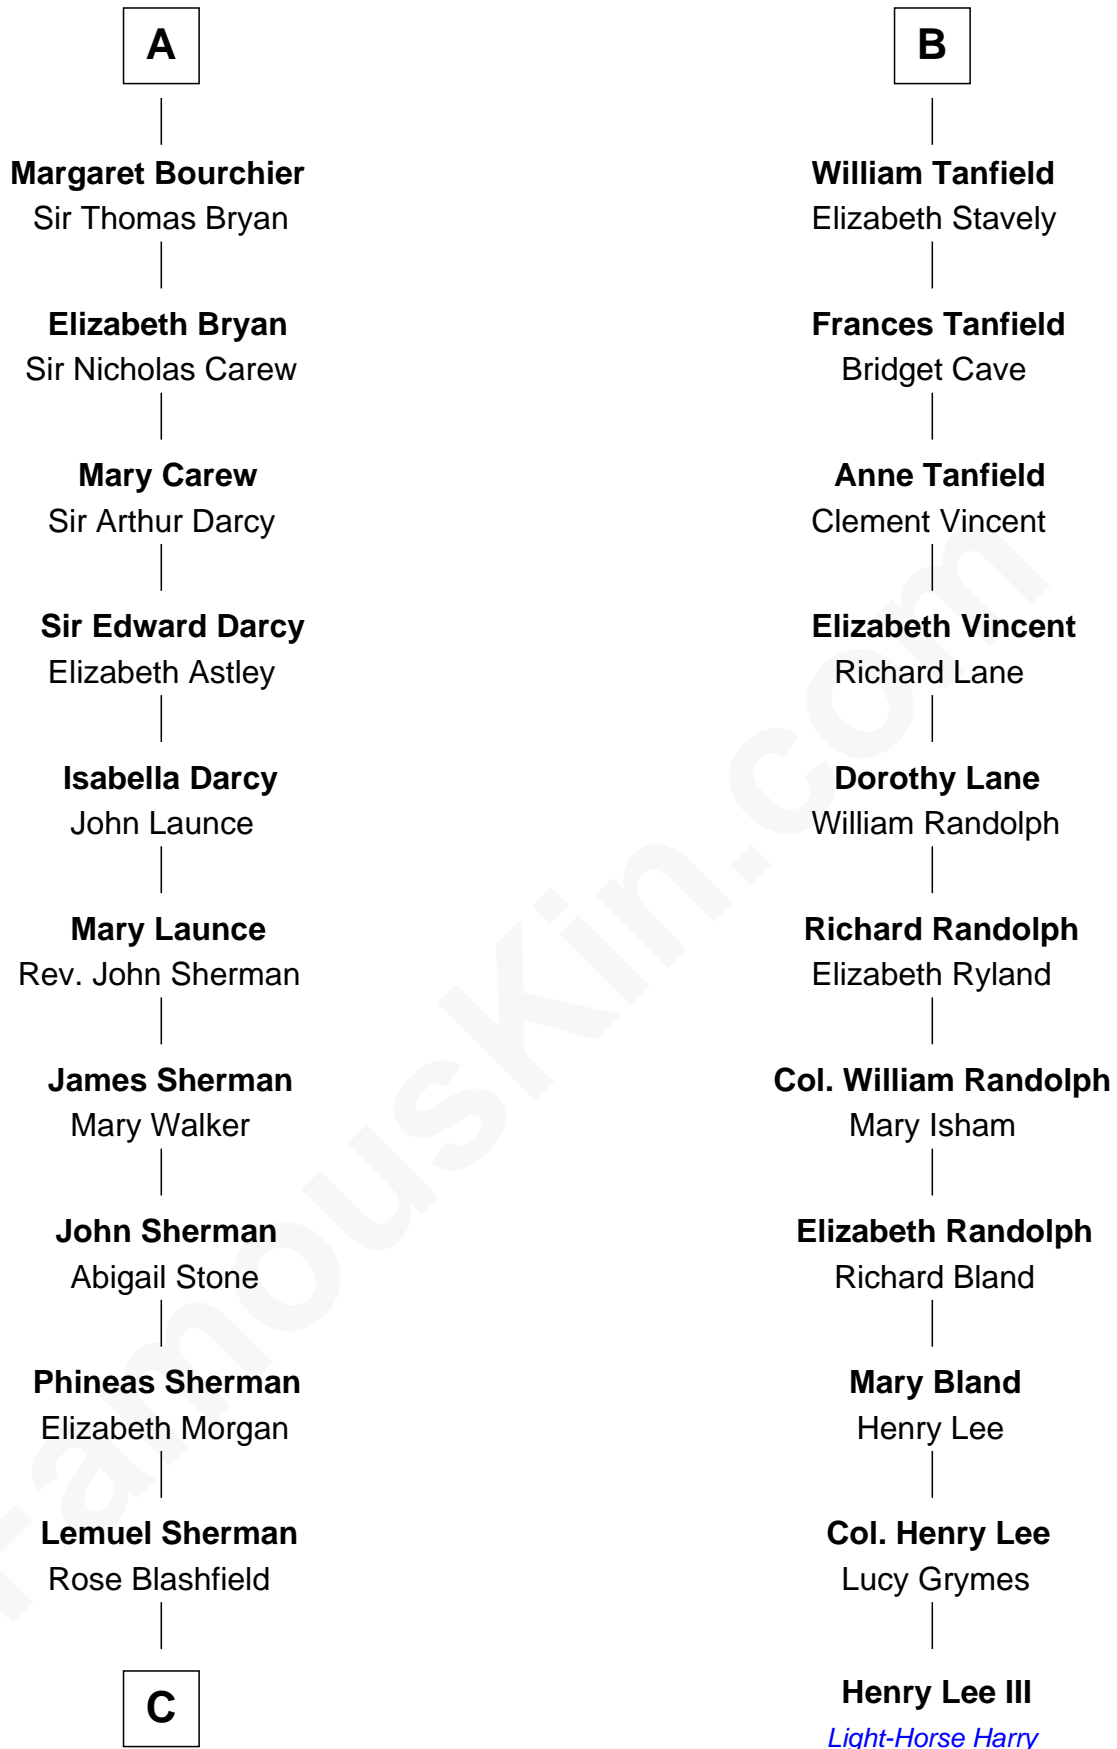 A
Margaret Bourchier
Sir Thomas Bryan
Elizabeth Bryan
Sir Nicholas Carew
Mary Carew
Sir Arthur Darcy
Sir Edward Darcy
Elizabeth Astley
Isabella Darcy
John Launce
Mary Launce
Rev. John Sherman
James Sherman
Mary Walker
John Sherman
Abigail Stone
Phineas Sherman
Elizabeth Morgan
Lemuel Sherman
Rose Blashfield
C
B
William Tanfield
Elizabeth Stavely
Frances Tanfield
Bridget Cave
Anne Tanfield
Clement Vincent
Elizabeth Vincent
Richard Lane
Dorothy Lane
William Randolph
Richard Randolph
Elizabeth Ryland
Col. William Randolph
Mary Isham
Elizabeth Randolph
Richard Bland
Mary Bland
Henry Lee
Col. Henry Lee
Lucy Grymes
Henry Lee III
Light-Horse Harry
FamousKin.com